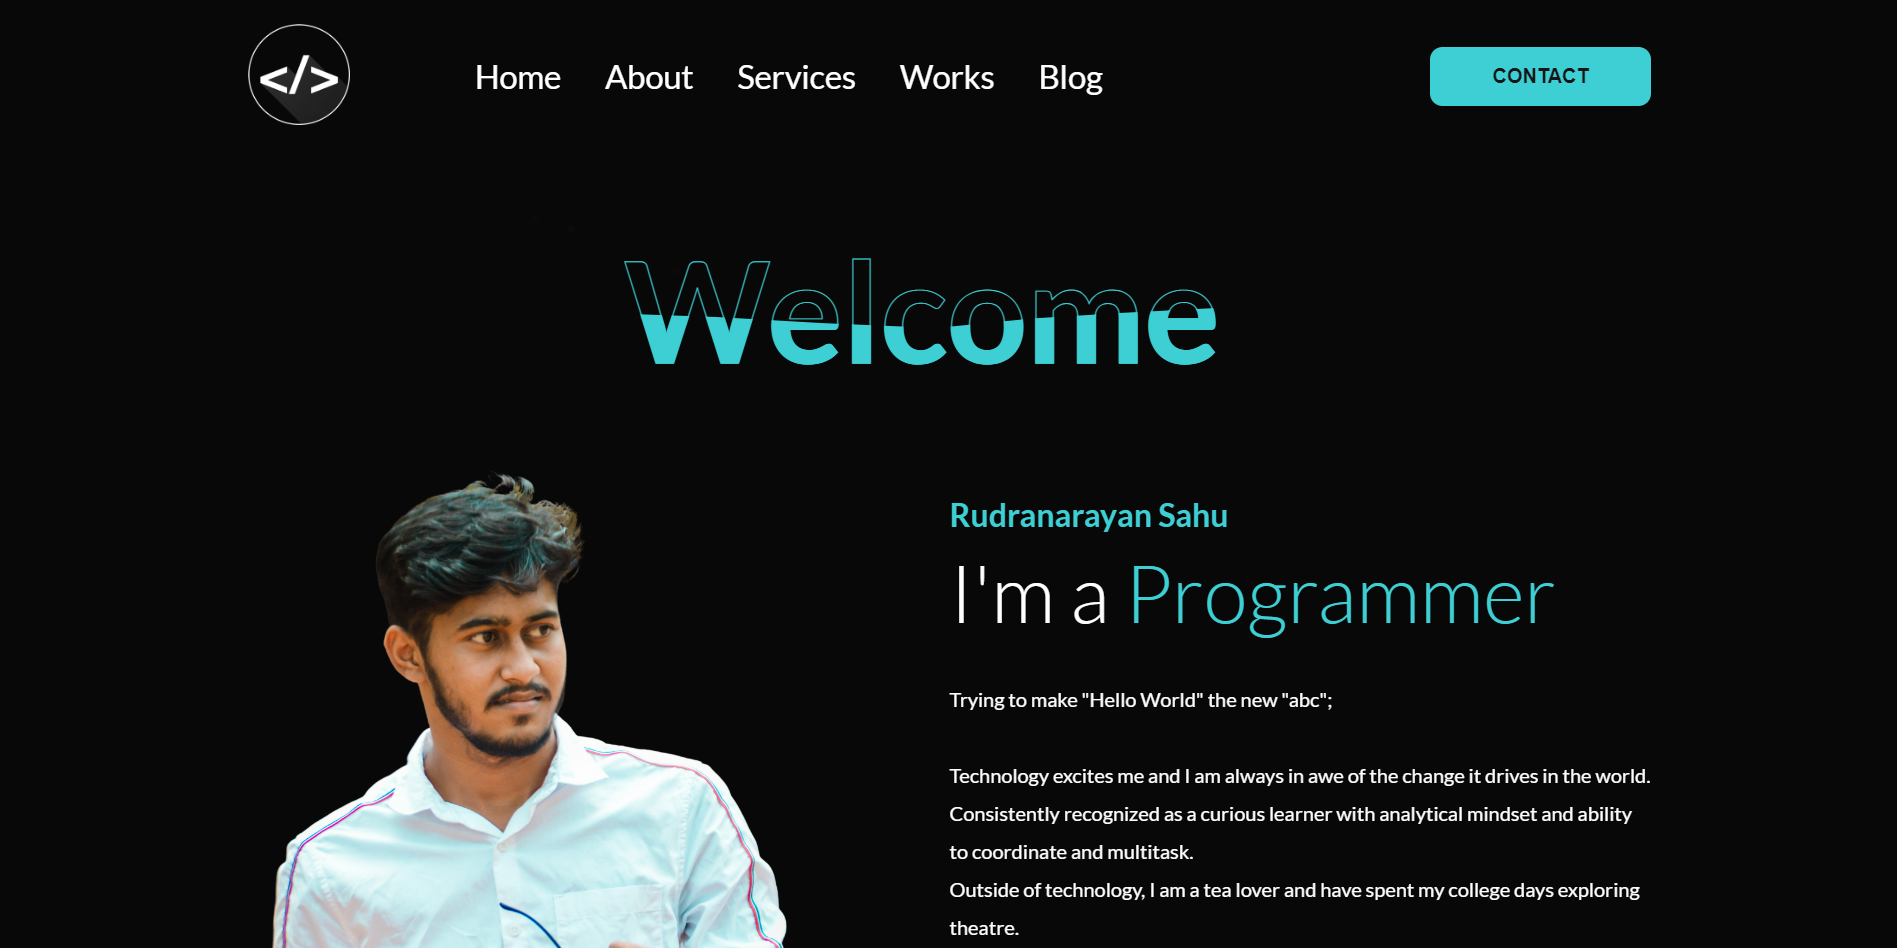 </>
Home About Services Works Blog
CONTACT
Welcome
Rudranarayan Sahu
I'm a Programmer
Trying to make "Hello World" the new "abc";
Technology excites me and I am always in awe of the change it drives in the world.
Consistently recognized as a curious learner with analytical mindset and ability
to coordinate and multitask.
Outside of technology, I am a tea lover and have spent my college days exploring
theatre.